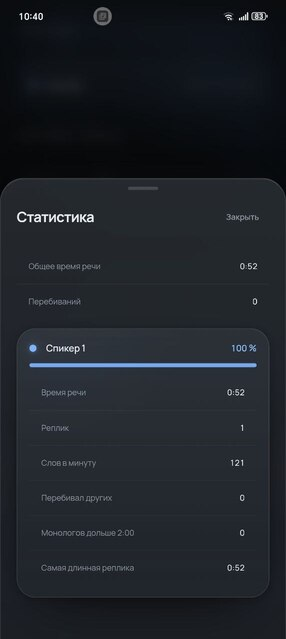 10:40
83
Статистика
Закрыть
Общее время речи 0:52
Перебиваний 0
Спикер 1 100 %
Время речи 0:52
Реплик 1
Слов в минуту 121
Перебивал других 0
Монологов дольше 2:00 0
Самая длинная реплика 0:52